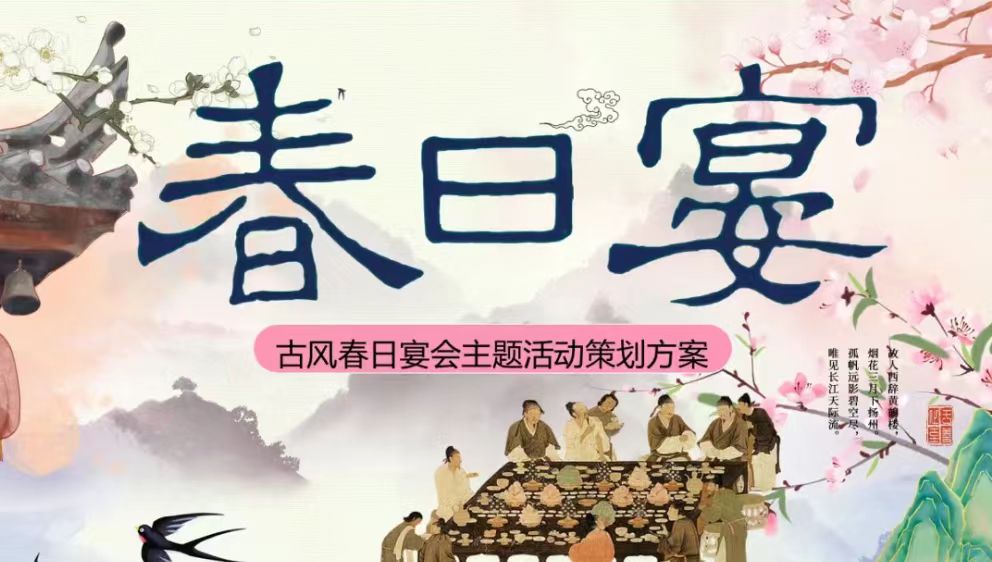 春日宴
古风春日宴会主题活动策划方案
故人西辞黄鹤楼，
烟花三月下扬州。
孤帆远影碧空尽，
唯见长江天际流。